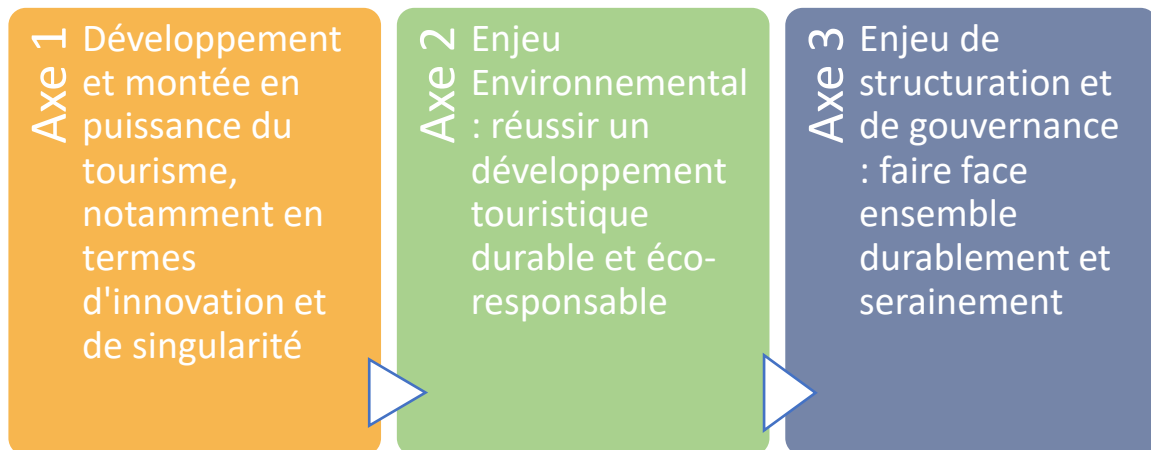 Axe 1
Développement
et montée en
puissance du
tourisme,
notamment en
termes
d'innovation et
de singularité
Axe 2
Enjeu
Environnemental
: réussir un
développement
touristique
durable et éco-
responsable
Axe 3
Enjeu de
structuration et
de gouvernance
: faire face
ensemble
durablement et
serainement